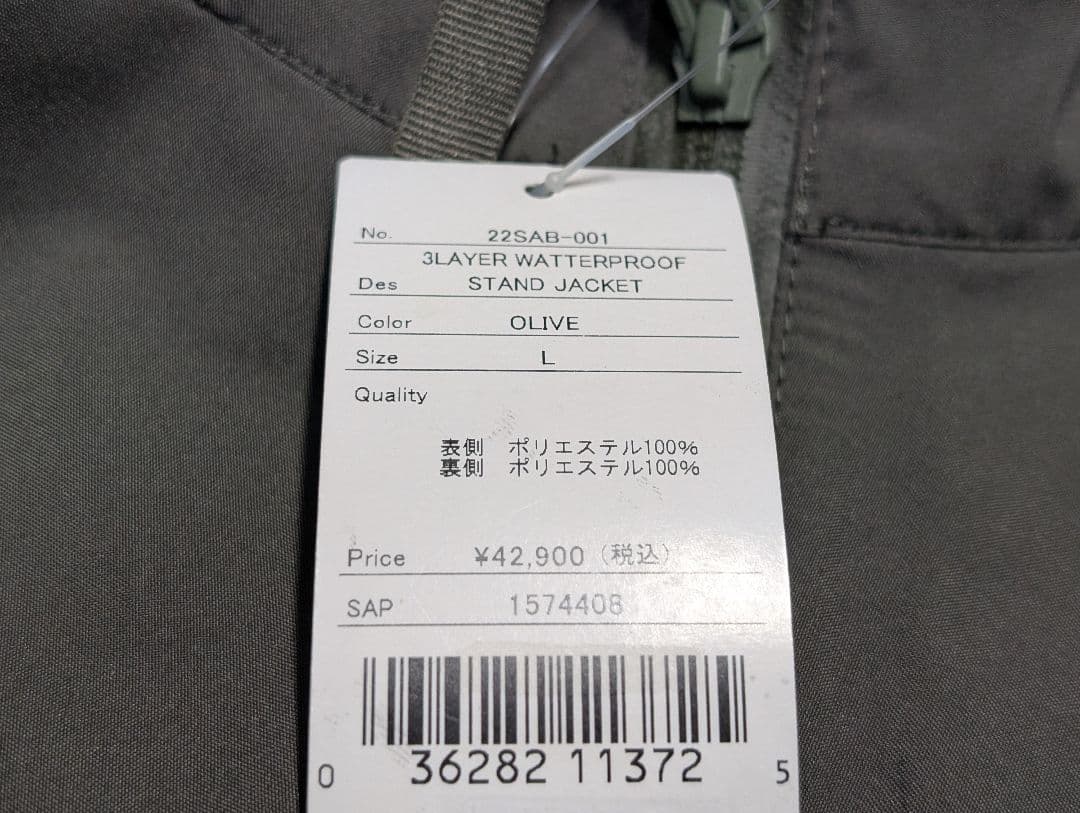 No. 22SAB-001
3LAYER WATTERPROOF
Des STAND JACKET
Color OLIVE
Size L
Quality
表側 ポリエステル100%
裏側 ポリエステル100%
Price ¥42,900（税込）
SAP 1574408
0 36282 11372 5